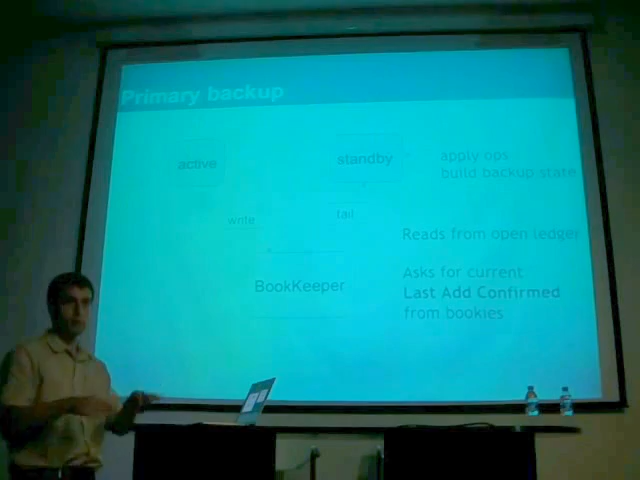 Primary backup
active
standby
apply ops
build backup state
write
tail
Reads from open ledger
BookKeeper
Asks for current
Last Add Confirmed
from bookies